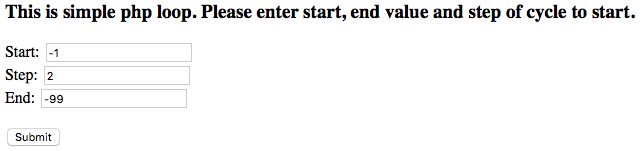 This is simple php loop. Please enter start, end value and step of cycle to start.
Start: -1
Step: 2
End: -99
Submit